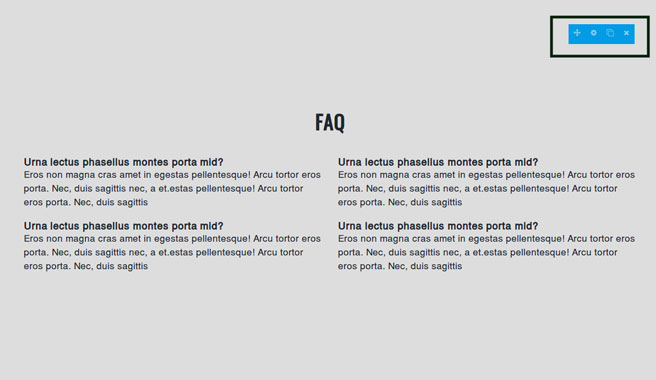 FAQ
Urna lectus phasellus montes porta mid?
Eros non magna cras amet in egestas pellentesque! Arcu tortor eros
porta. Nec, duis sagittis nec, a et.estas pellentesque! Arcu tortor
eros porta. Nec, duis sagittis
Urna lectus phasellus montes porta mid?
Eros non magna cras amet in egestas pellentesque! Arcu tortor eros
porta. Nec, duis sagittis nec, a et.estas pellentesque! Arcu tortor
eros porta. Nec, duis sagittis
Urna lectus phasellus montes porta mid?
Eros non magna cras amet in egestas pellentesque! Arcu tortor eros
porta. Nec, duis sagittis nec, a et.estas pellentesque! Arcu tortor
eros porta. Nec, duis sagittis
Urna lectus phasellus montes porta mid?
Eros non magna cras amet in egestas pellentesque! Arcu tortor eros
porta. Nec, duis sagittis nec, a et.estas pellentesque! Arcu tortor
eros porta. Nec, duis sagittis